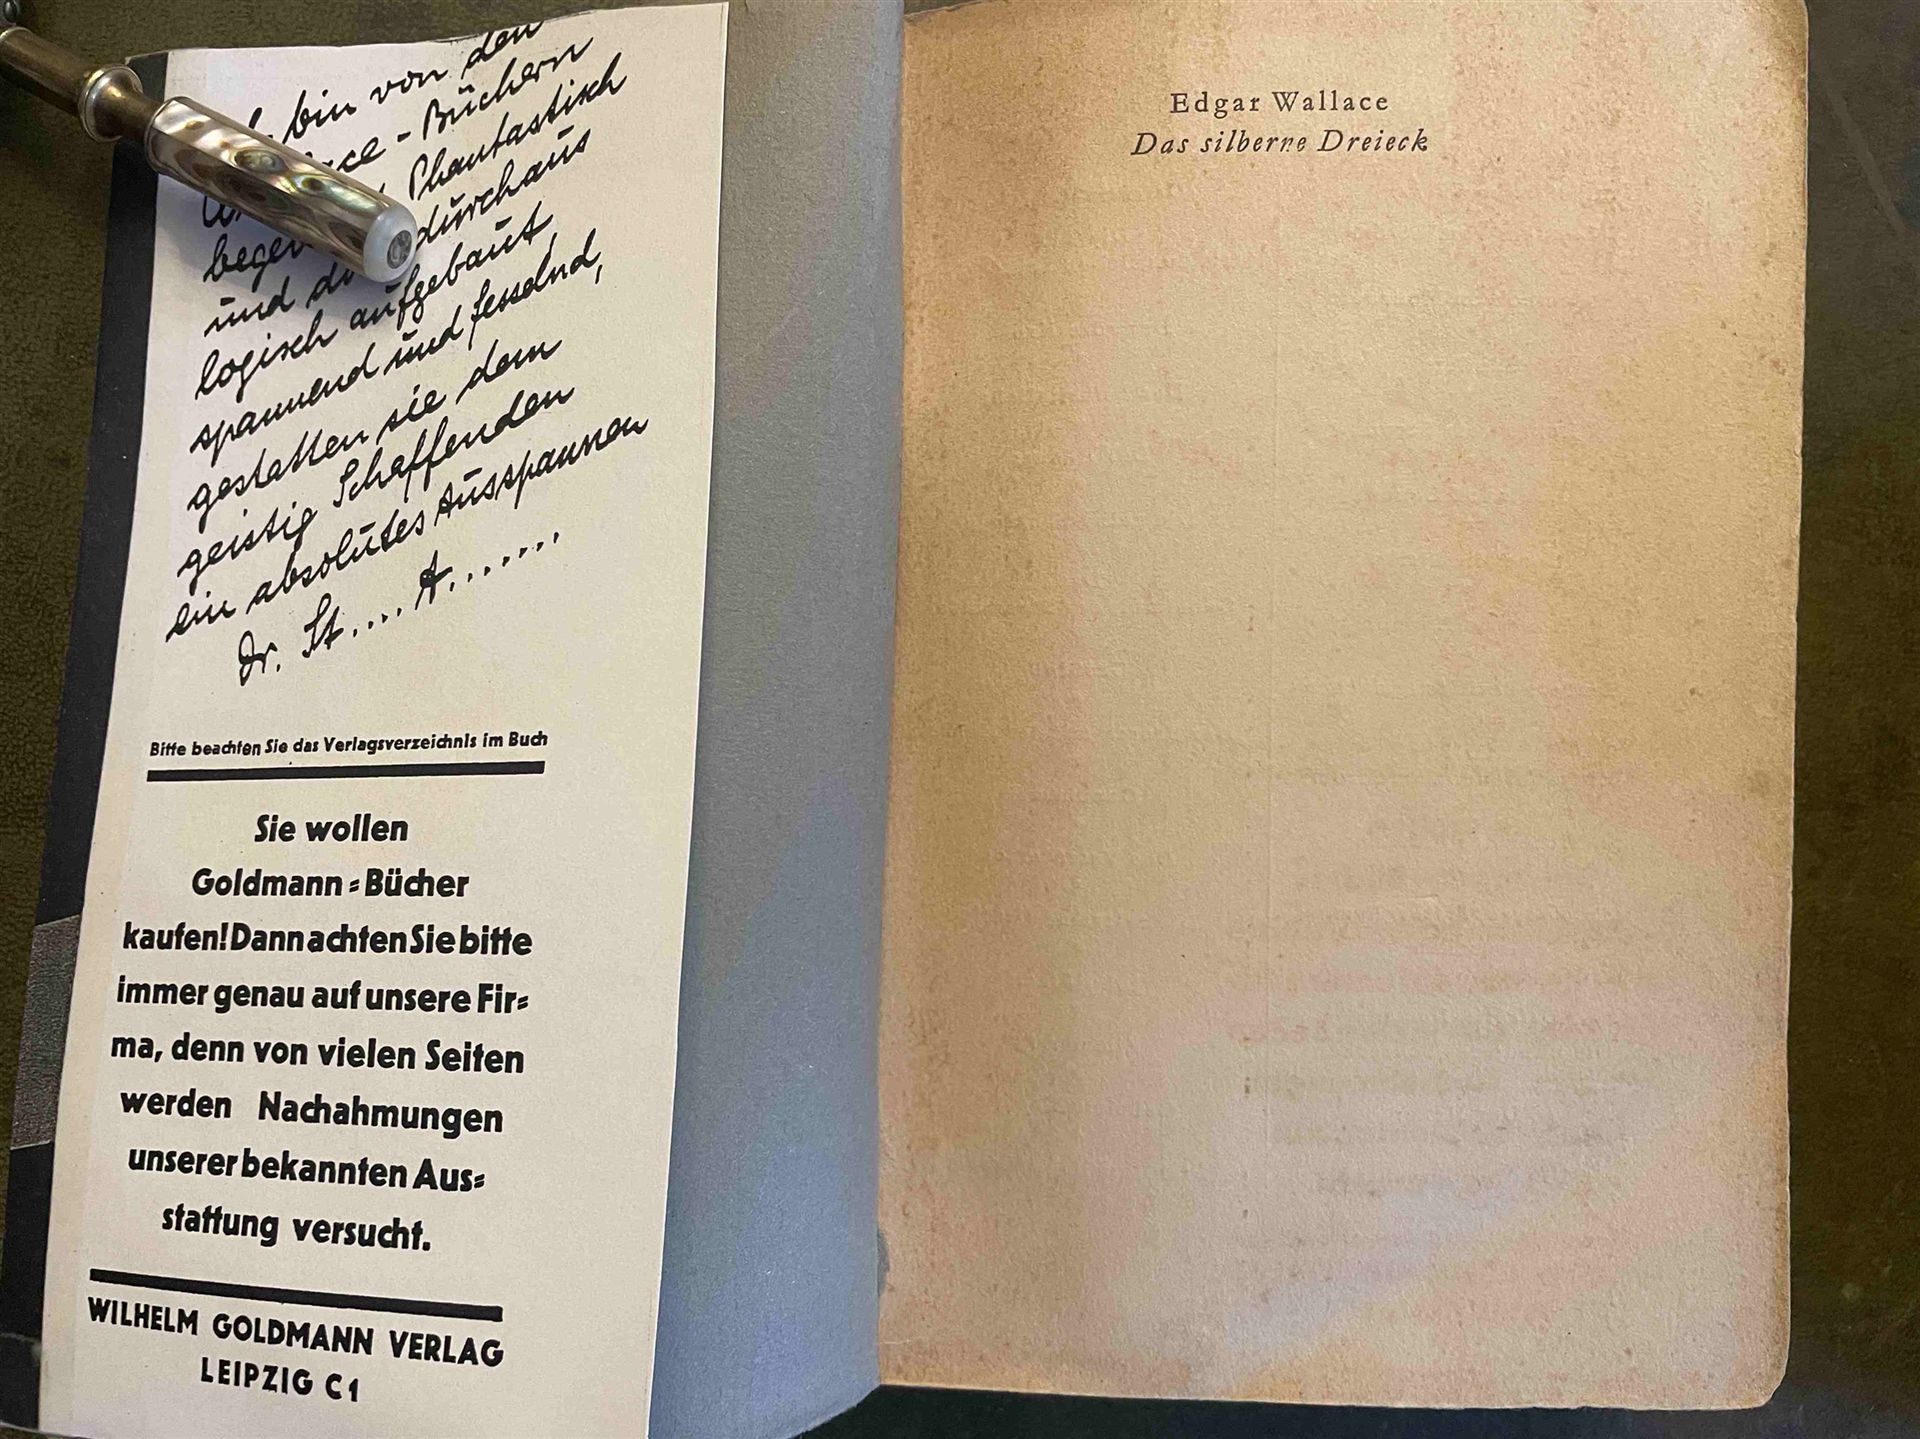 bin von den
- Büchern
Phantastisch
und durchaus
logisch aufgebaut,
spannend und fesselnd,
gestatten sie dem
geistig Schaffenden
ein absolutes Ausspannen
Dr. St.... A.......
Bitte beachten Sie das Verlagsverzeichnis im Buch
Sie wollen
Goldmann=Bücher
kaufen! Dann achten Sie bitte
immer genau auf unsere Fir=
ma, denn von vielen Seiten
werden Nachahmungen
unserer bekannten Aus=
stattung versucht.
WILHELM GOLDMANN VERLAG
LEIPZIG C 1
Edgar Wallace
Das silberne Dreieck